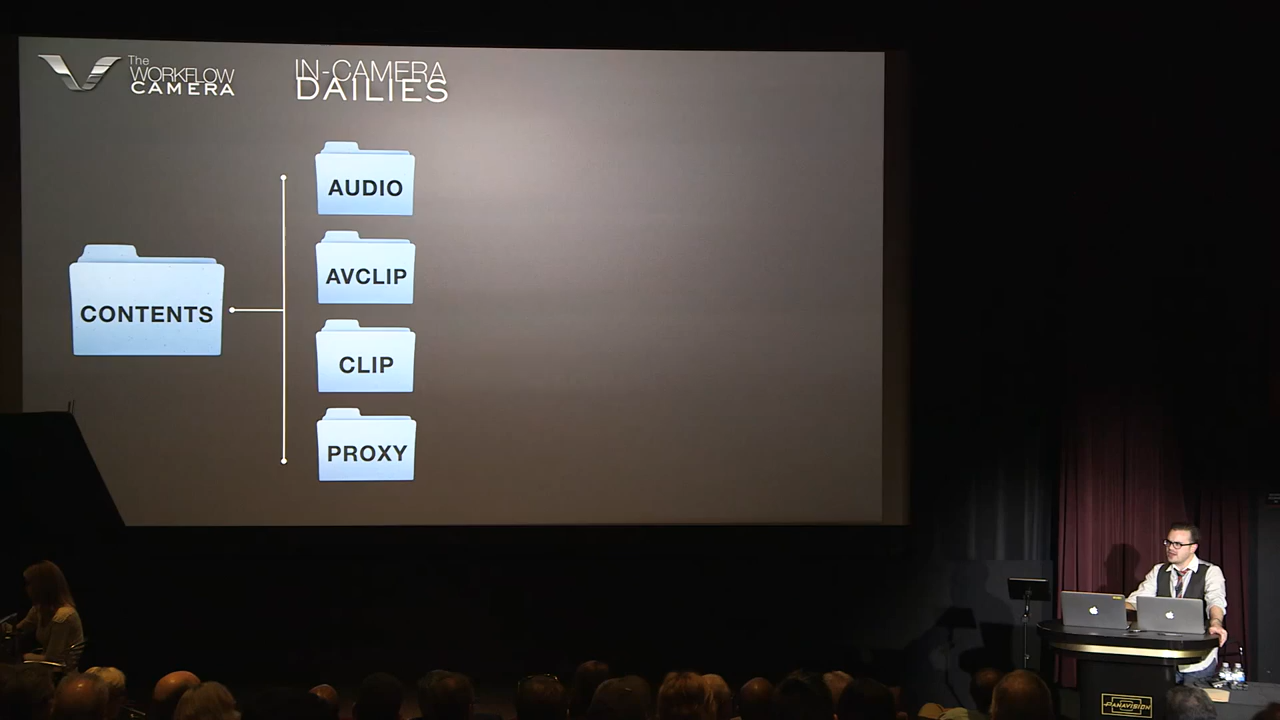 The
WORKFLOW
CAMERA
IN-CAMERA
DAILIES
AUDIO
AVCLIP
CONTENTS
CLIP
PROXY
PANAVISION